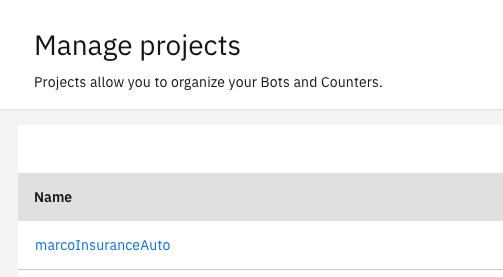 Manage projects
Projects allow you to organize your Bots and Counters.
Name
marcoInsuranceAuto